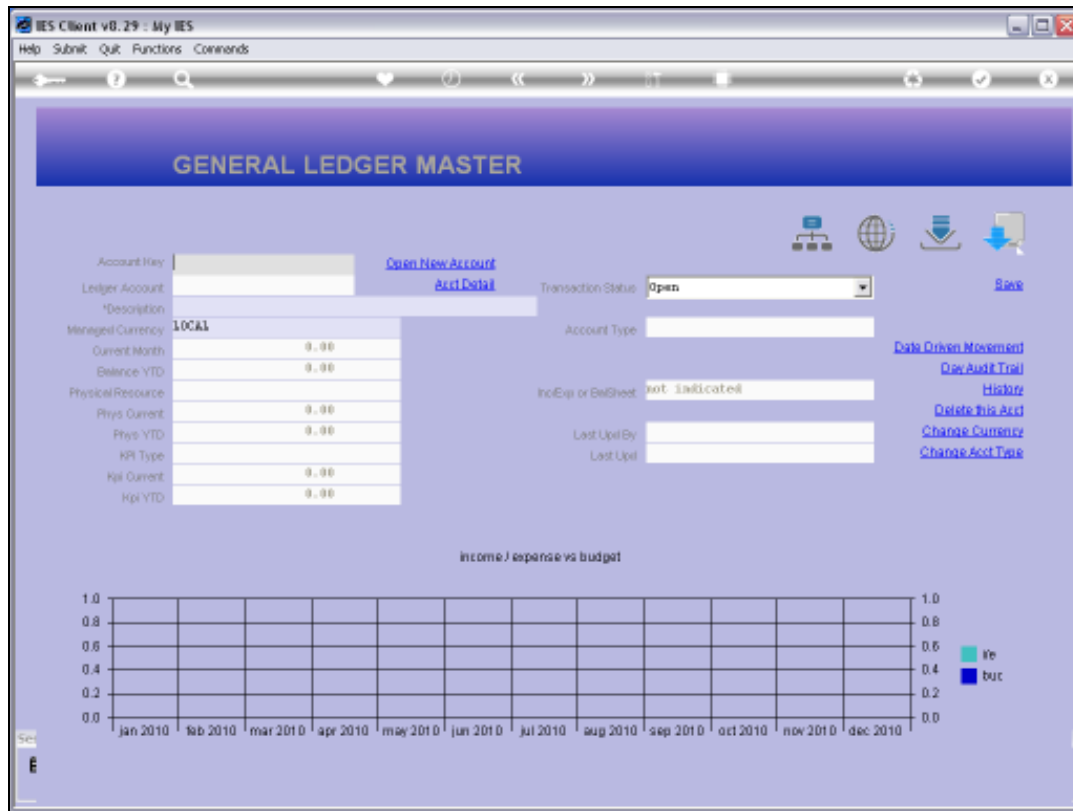 IES Client v8.29 : My IES
Help Submit Quit Functions Commands
GENERAL LEDGER MASTER
Account Key
Open New Account
Ledger Account
Acct Detail
Transaction Status Open
Save
*Description
Managed Currency LOCAL
Account Type
Current Month 0.00
Date Driven Movement
Balance YTD 0.00
Day Audit Trail
Physical Resource
Inc/Exp or BalSheet not indicated
History
Phys Current 0.00
Delete this Acct
Phys YTD 0.00
Last Upd By
Change Currency
KPI Type
Last Upd
Change Acct Type
Kpi Current 0.00
Kpi YTD 0.00
income / expense vs budget
1.0 1.0
0.8 0.8
0.6 0.6
0.4 0.4
0.2 0.2
0.0 0.0
i/e
buc
jan 2010 feb 2010 mar 2010 apr 2010 may 2010 jun 2010 jul 2010 aug 2010 sep 2010 oct 2010 nov 2010 dec 2010
Se